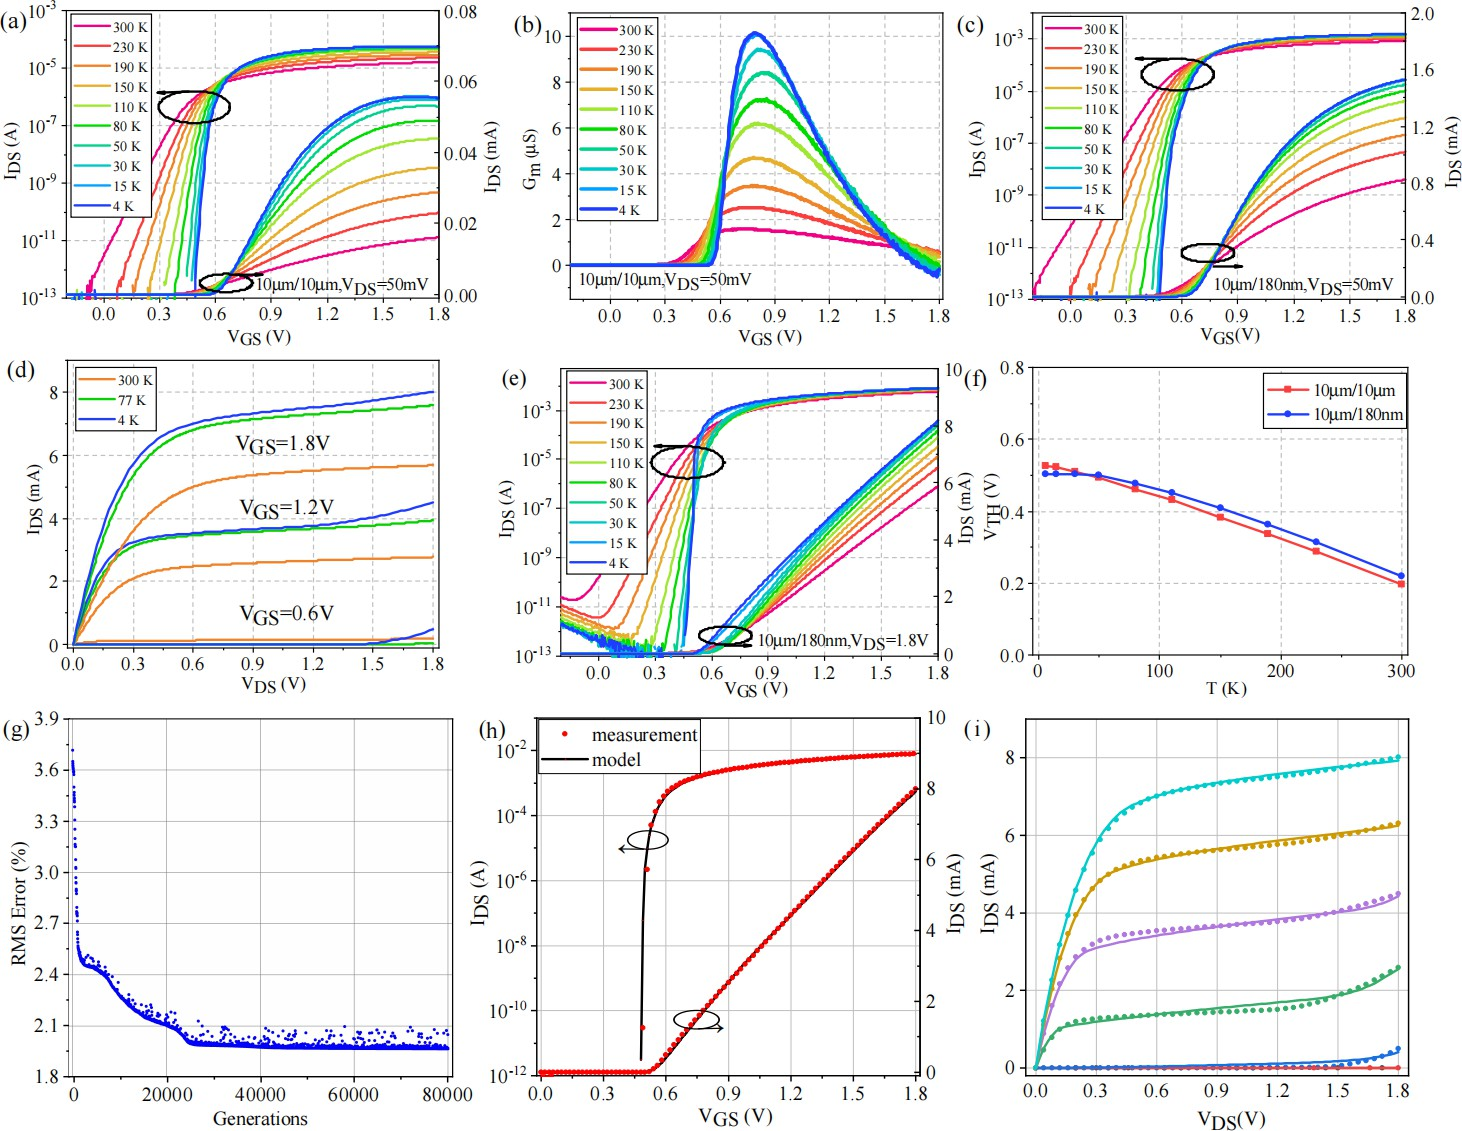 (a)
10-3
10-5
10-7
10-9
10-11
10-13
IDS (A)
300 K
230 K
190 K
150 K
110 K
80 K
50 K
30 K
15 K
4 K
0.08
0.06
0.04
0.02
0.00
IDS (mA)
10μm/10μm,VDS=50mV
0.0 0.3 0.6 0.9 1.2 1.5 1.8
VGS (V)
(b)
10
8
6
4
2
0
Gm (μS)
300 K
230 K
190 K
150 K
110 K
80 K
50 K
30 K
15 K
4 K
10μm/10μm,VDS=50mV
0.0 0.3 0.6 0.9 1.2 1.5 1.8
VGS (V)
(c)
10-3
10-5
10-7
10-9
10-11
10-13
IDS (A)
300 K
230 K
190 K
150 K
110 K
80 K
50 K
30 K
15 K
4 K
2.0
1.6
1.2
0.8
0.4
0.0
IDS (mA)
10μm/180nm,VDS=50mV
0.0 0.3 0.6 0.9 1.2 1.5 1.8
VGS(V)
(d)
8
6
4
2
0
IDS (mA)
300 K
77 K
4 K
VGS=1.8V
VGS=1.2V
VGS=0.6V
0.0 0.3 0.6 0.9 1.2 1.5 1.8
VDS (V)
(e)
10-3
10-5
10-7
10-9
10-11
10-13
IDS (A)
300 K
230 K
190 K
150 K
110 K
80 K
50 K
30 K
15 K
4 K
10
8
6
4
2
0
IDS (mA)
10μm/180nm,VDS=1.8V
0.0 0.3 0.6 0.9 1.2 1.5 1.8
VGS (V)
(f)
0.8
0.6
0.4
0.2
0.0
VTH (V)
10μm/10μm
10μm/180nm
0 100 200 300
T (K)
(g)
3.9
3.6
3.3
3.0
2.7
2.4
2.1
1.8
RMS Error (%)
0 20000 40000 60000 80000
Generations
(h)
10-2
10-4
10-6
10-8
10-10
10-12
IDS (A)
measurement
model
10
8
6
4
2
0
IDS (mA)
0.0 0.3 0.6 0.9 1.2 1.5 1.8
VGS (V)
(i)
8
6
4
2
0
IDS (mA)
0.0 0.3 0.6 0.9 1.2 1.5 1.8
VDS(V)